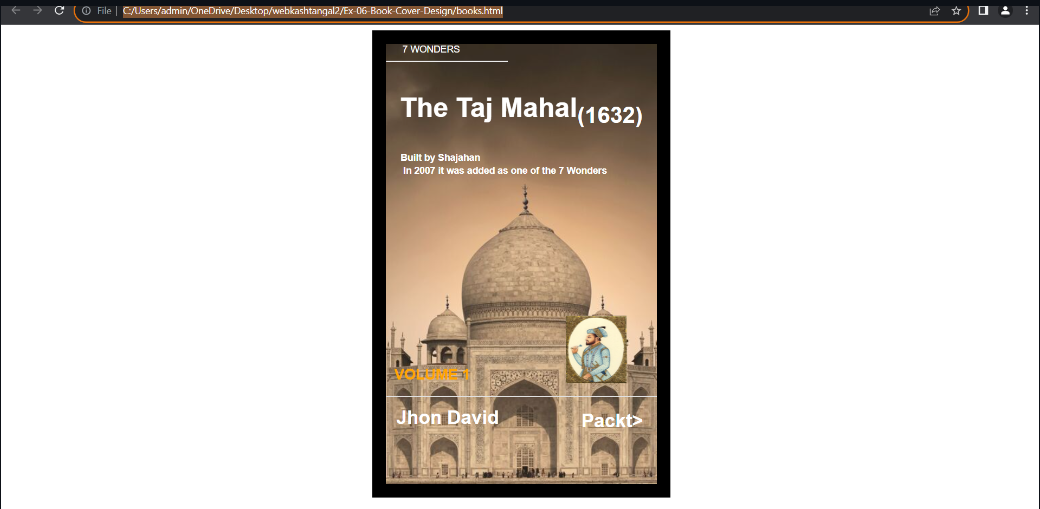 File | C:/Users/admin/OneDrive/Desktop/webkashtangal2/Ex-06-Book-Cover-Design/books.html
7 WONDERS
The Taj Mahal(1632)
Built by Shajahan
In 2007 it was added as one of the 7 Wonders
VOLUME 1
Jhon David
Packt>